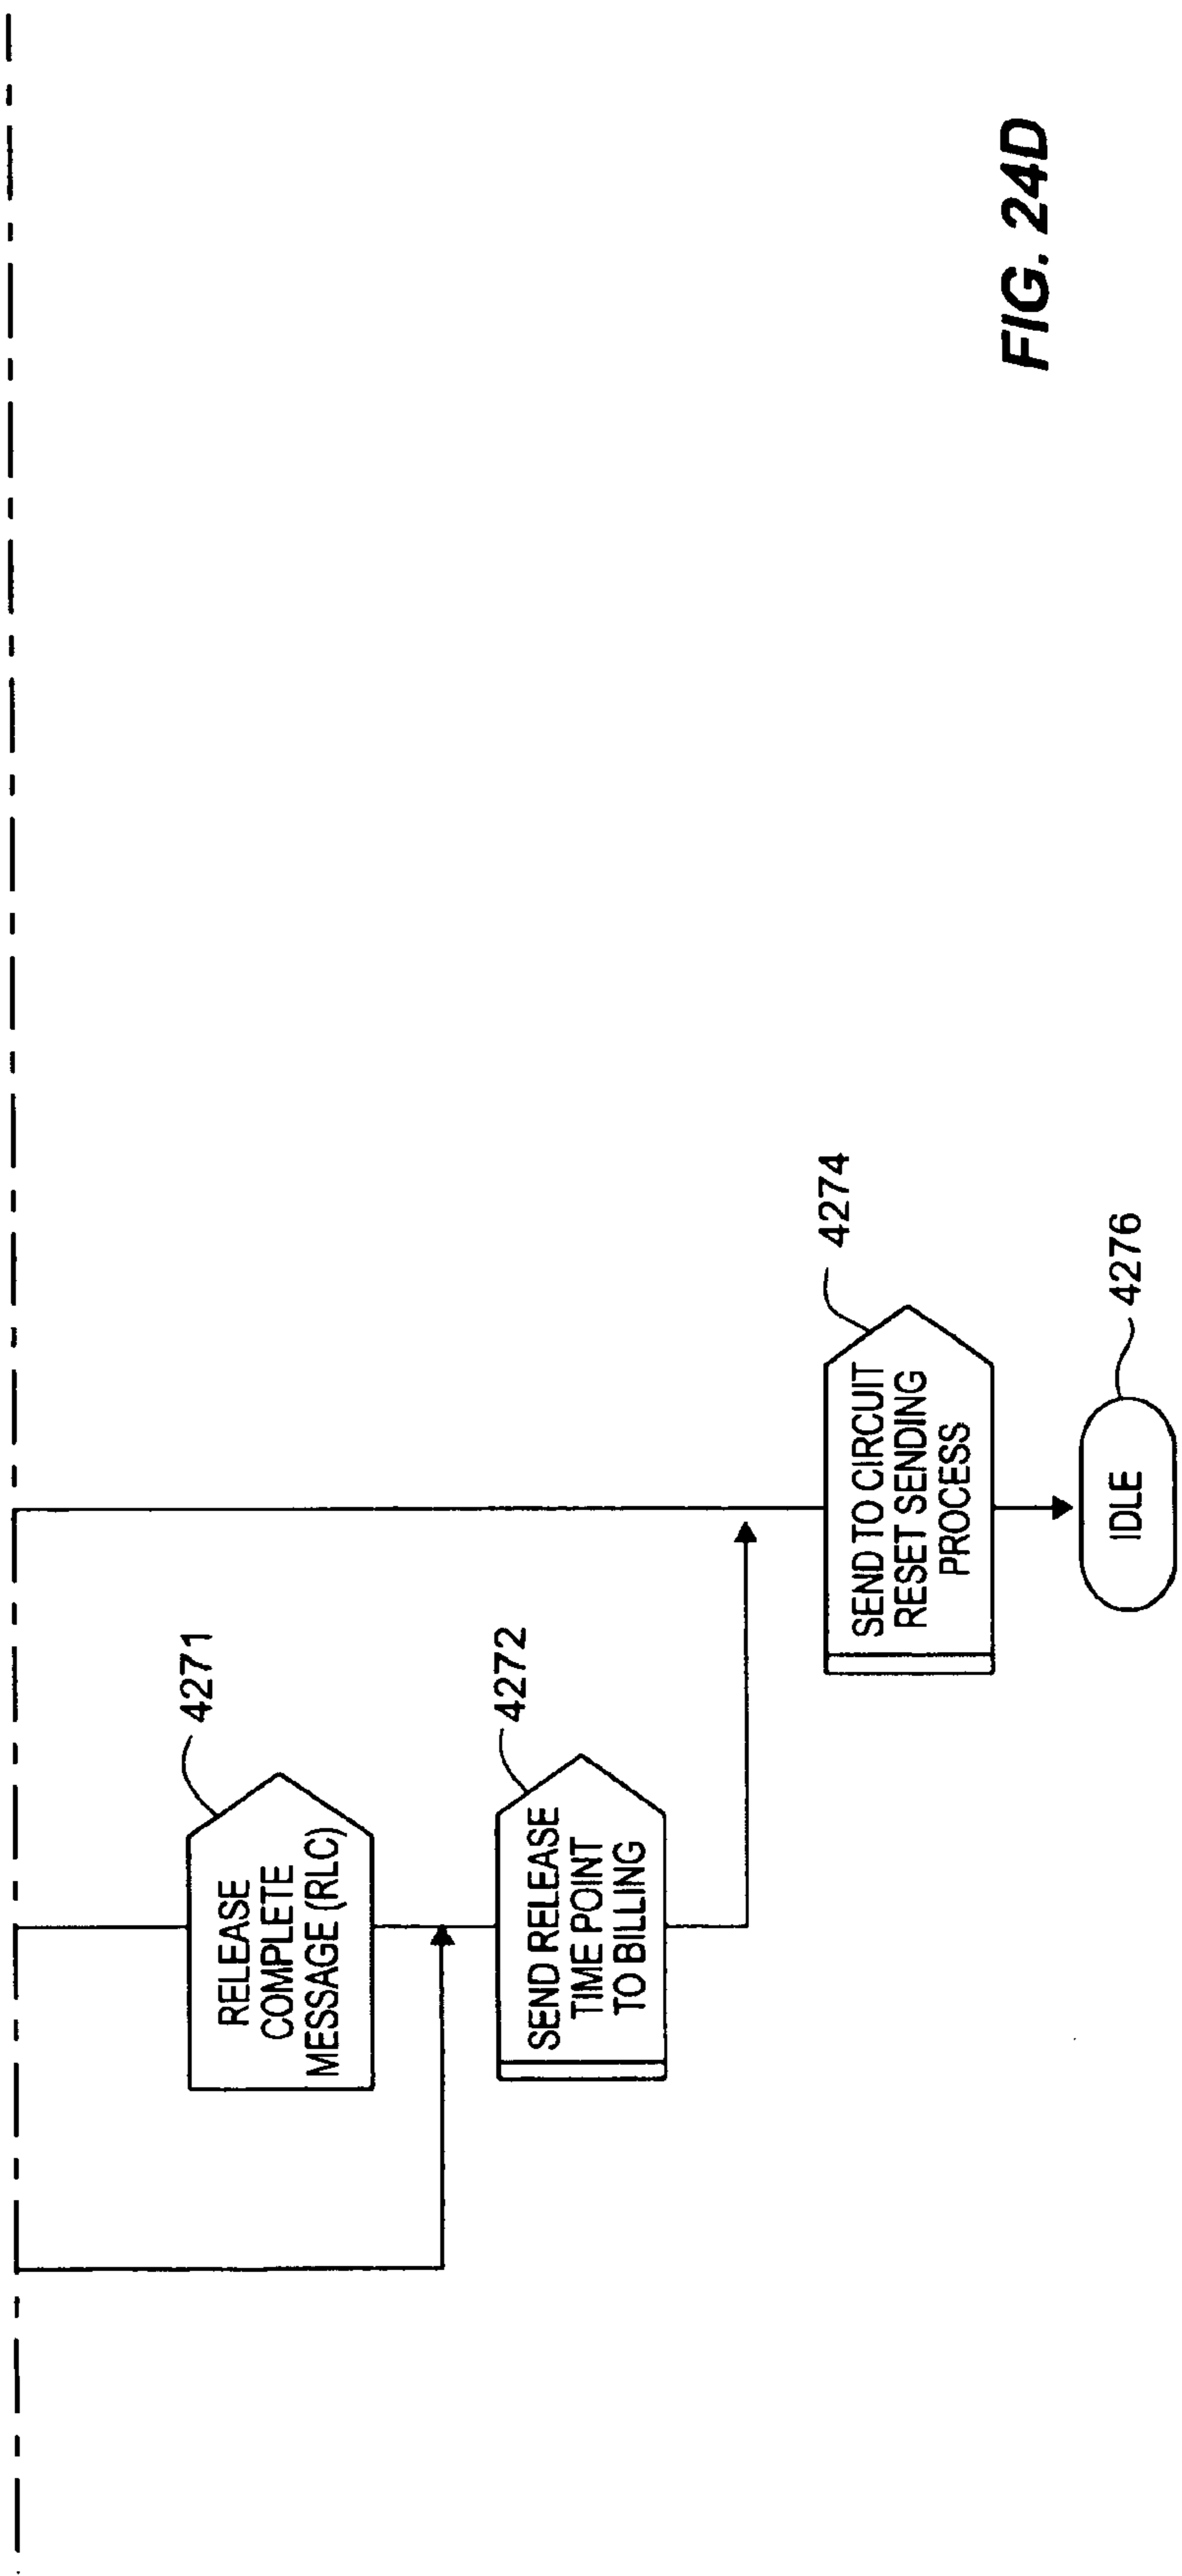 4271
RELEASE
COMPLETE
MESSAGE (RLC)
4272
SEND RELEASE
TIME POINT
TO BILLING
4274
SEND TO CIRCUIT
RESET SENDING
PROCESS
4276
IDLE
FIG. 24D